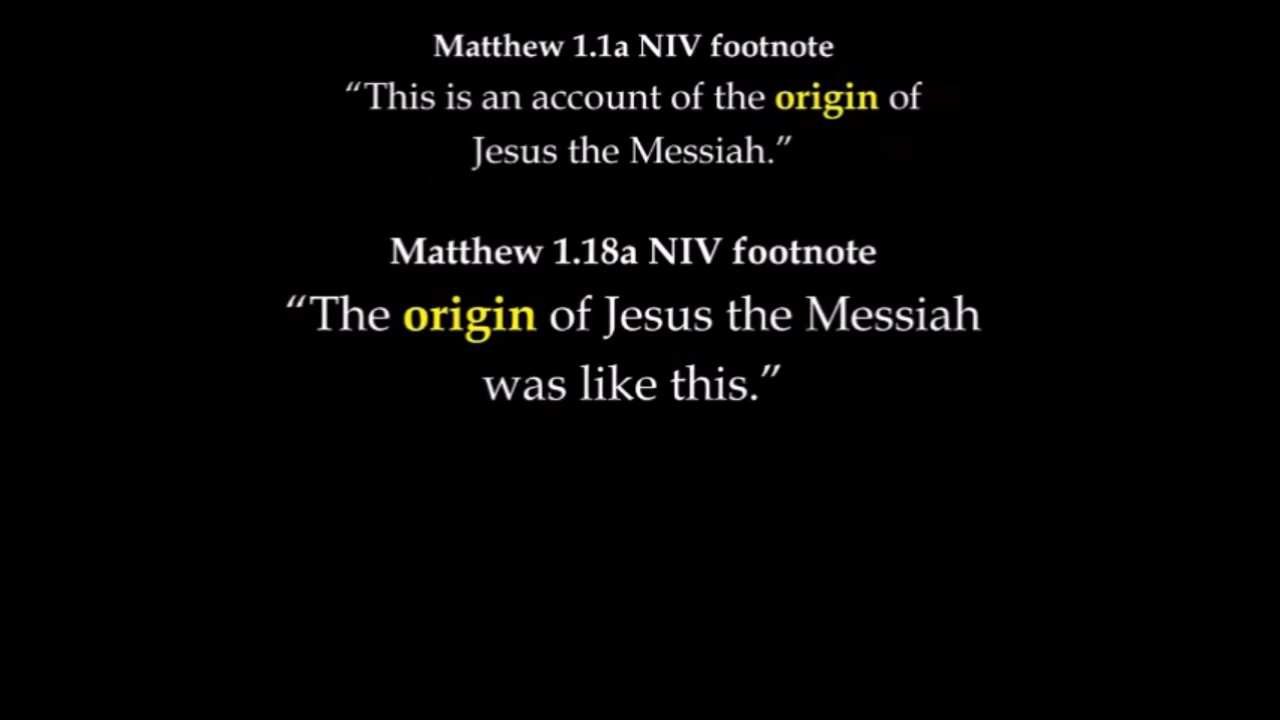 Matthew 1.1a NIV footnote
“This is an account of the origin of
Jesus the Messiah.”
Matthew 1.18a NIV footnote
“The origin of Jesus the Messiah
was like this.”